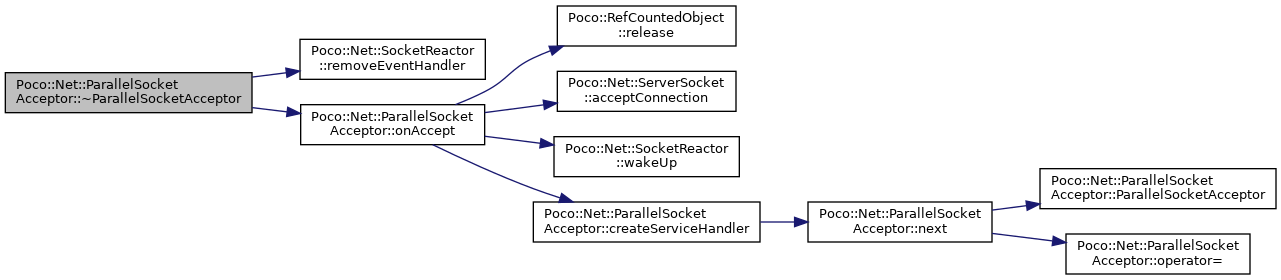 Poco::Net::ParallelSocket
Acceptor::~ParallelSocketAcceptor
Poco::Net::SocketReactor
::removeEventHandler
Poco::Net::ParallelSocket
Acceptor::onAccept
Poco::RefCountedObject
::release
Poco::Net::ServerSocket
::acceptConnection
Poco::Net::SocketReactor
::wakeUp
Poco::Net::ParallelSocket
Acceptor::createServiceHandler
Poco::Net::ParallelSocket
Acceptor::next
Poco::Net::ParallelSocket
Acceptor::ParallelSocketAcceptor
Poco::Net::ParallelSocket
Acceptor::operator=